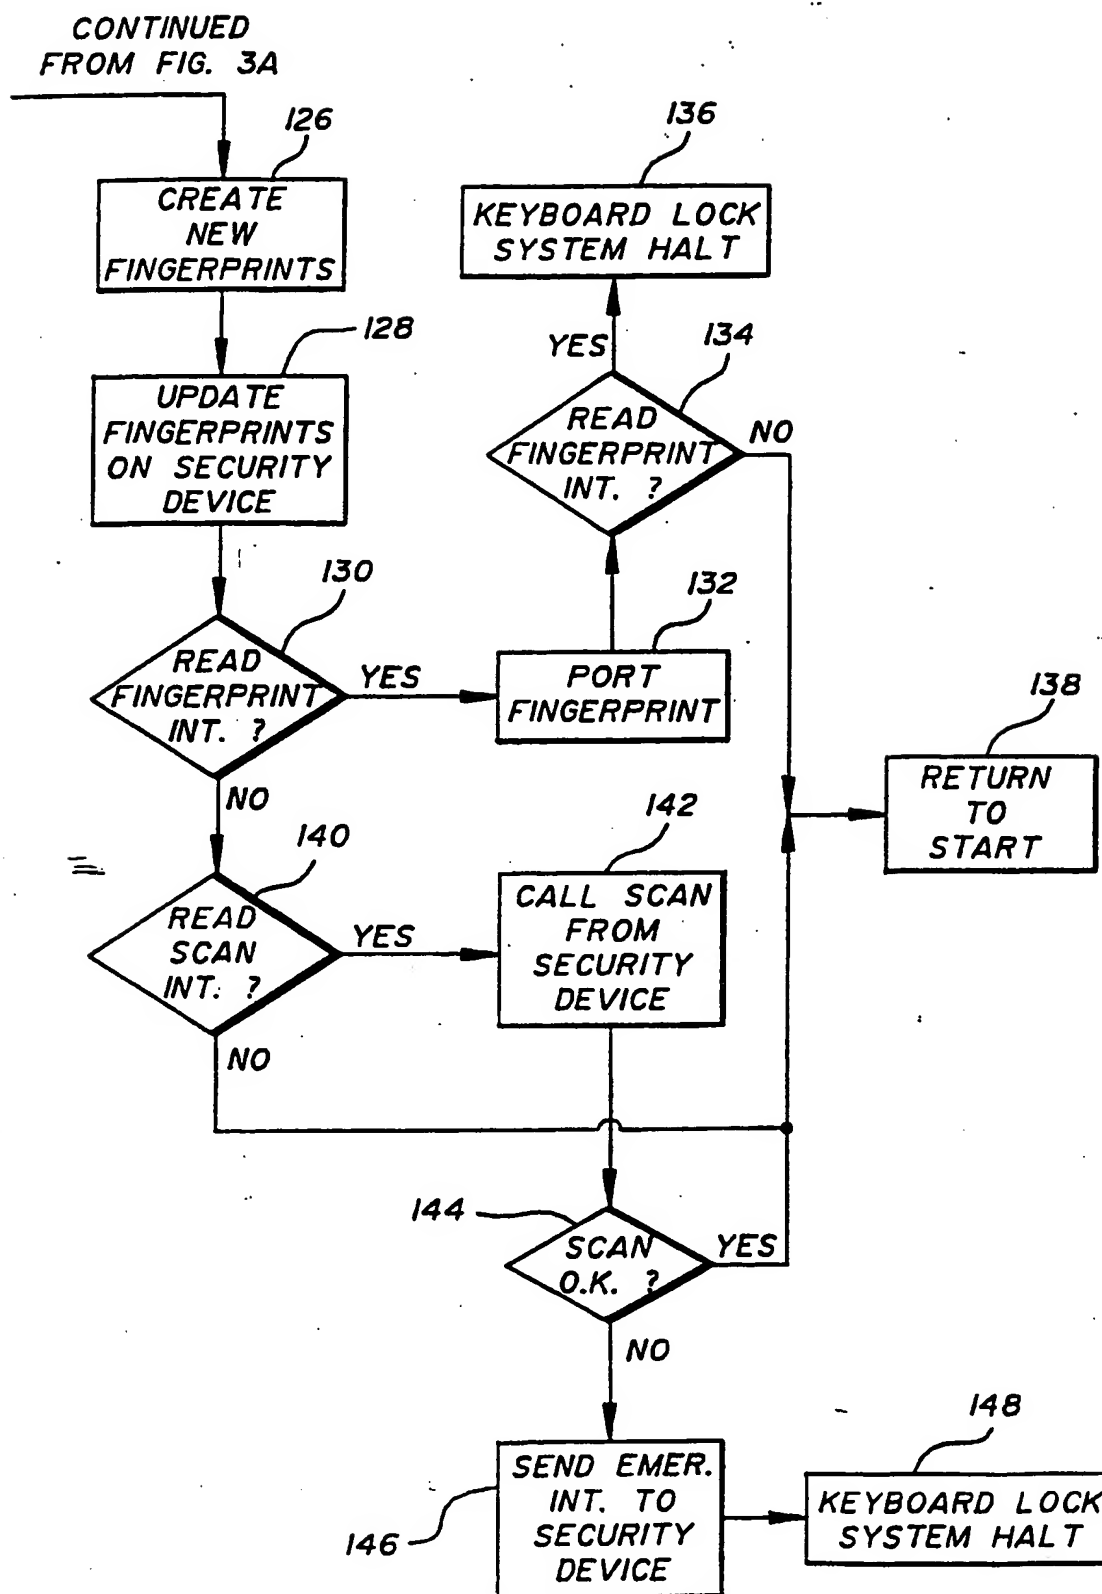 CONTINUED
FROM FIG. 3A
126
CREATE
NEW
FINGERPRINTS
128
UPDATE
FINGERPRINTS
ON SECURITY
DEVICE
130
READ
FINGERPRINT
INT. ?
YES
NO
132
PORT
FINGERPRINT
134
READ
FINGERPRINT
INT. ?
YES
NO
136
KEYBOARD LOCK
SYSTEM HALT
138
RETURN
TO
START
140
READ
SCAN
INT. ?
YES
NO
142
CALL SCAN
FROM
SECURITY
DEVICE
144
SCAN
O.K. ?
YES
NO
146
SEND EMER.
INT. TO
SECURITY
DEVICE
148
KEYBOARD LOCK
SYSTEM HALT